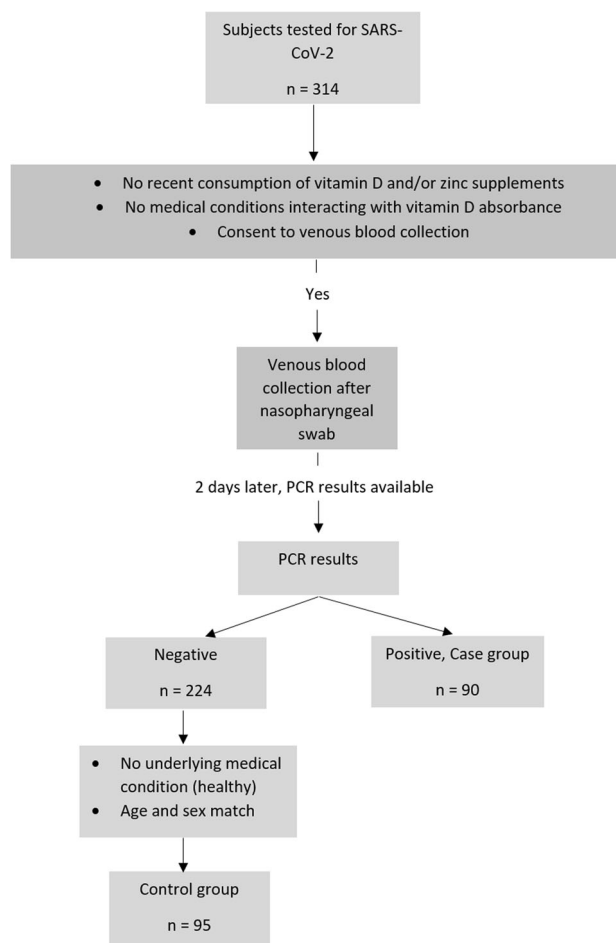 Subjects tested for SARS-
CoV-2
n = 314
• No recent consumption of vitamin D and/or zinc supplements
• No medical conditions interacting with vitamin D absorbance
• Consent to venous blood collection
Yes
Venous blood
collection after
nasopharyngeal
swab
2 days later, PCR results available
PCR results
Negative
n = 224
Positive, Case group
n = 90
• No underlying medical
condition (healthy)
• Age and sex match
Control group
n = 95